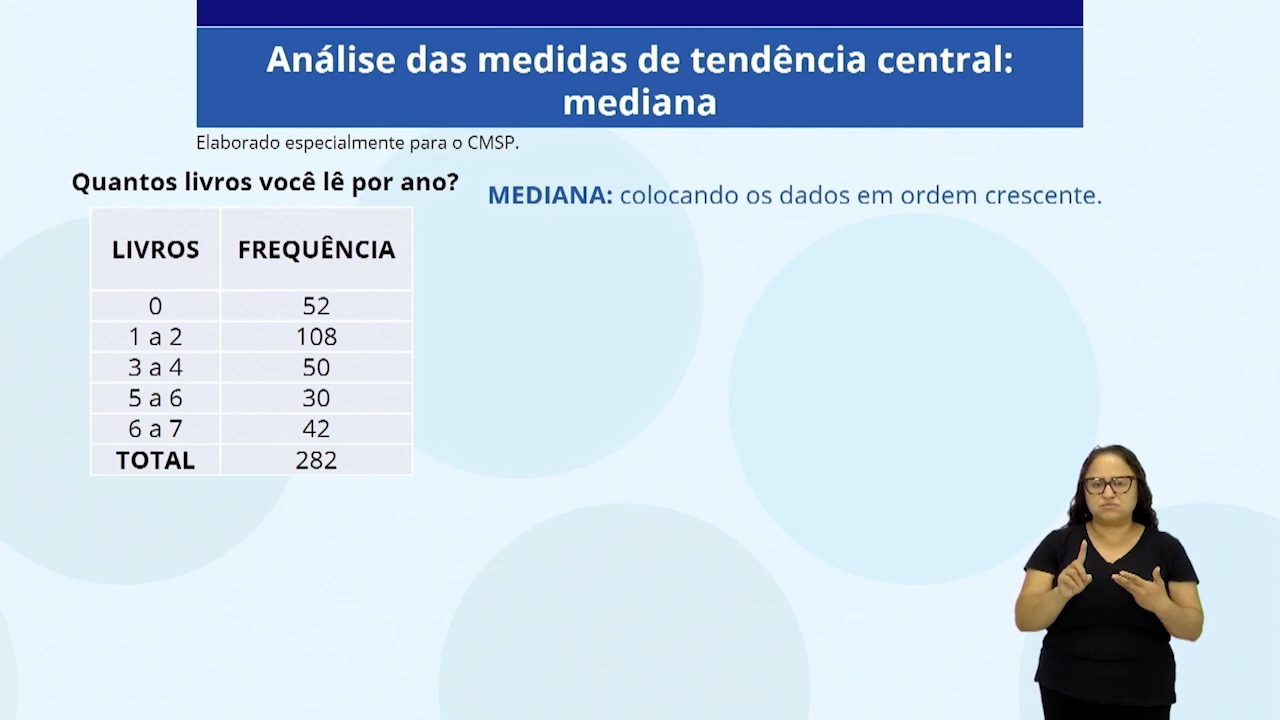 Análise das medidas de tendência central:
mediana
Elaborado especialmente para o CMSP.
Quantos livros você lê por ano?
MEDIANA: colocando os dados em ordem crescente.
LIVROS FREQUÊNCIA
0 52
1 a 2 108
3 a 4 50
5 a 6 30
6 a 7 42
TOTAL 282